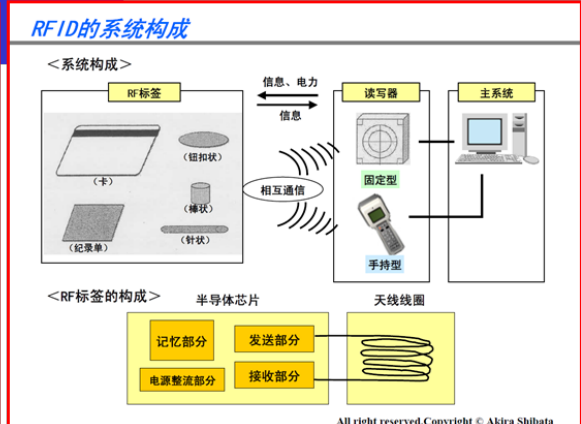 RFID的系统构成
＜系统构成＞
信息、电力
信息
RF标签
读写器
主系统
（卡）
（钮扣状）
（棒状）
（纪录单）
（针状）
相互通信
固定型
手持型
＜RF标签的构成＞
半导体芯片
天线线圈
记忆部分
发送部分
电源整流部分
接收部分
All right reserved.Copyright © Akira Shibata